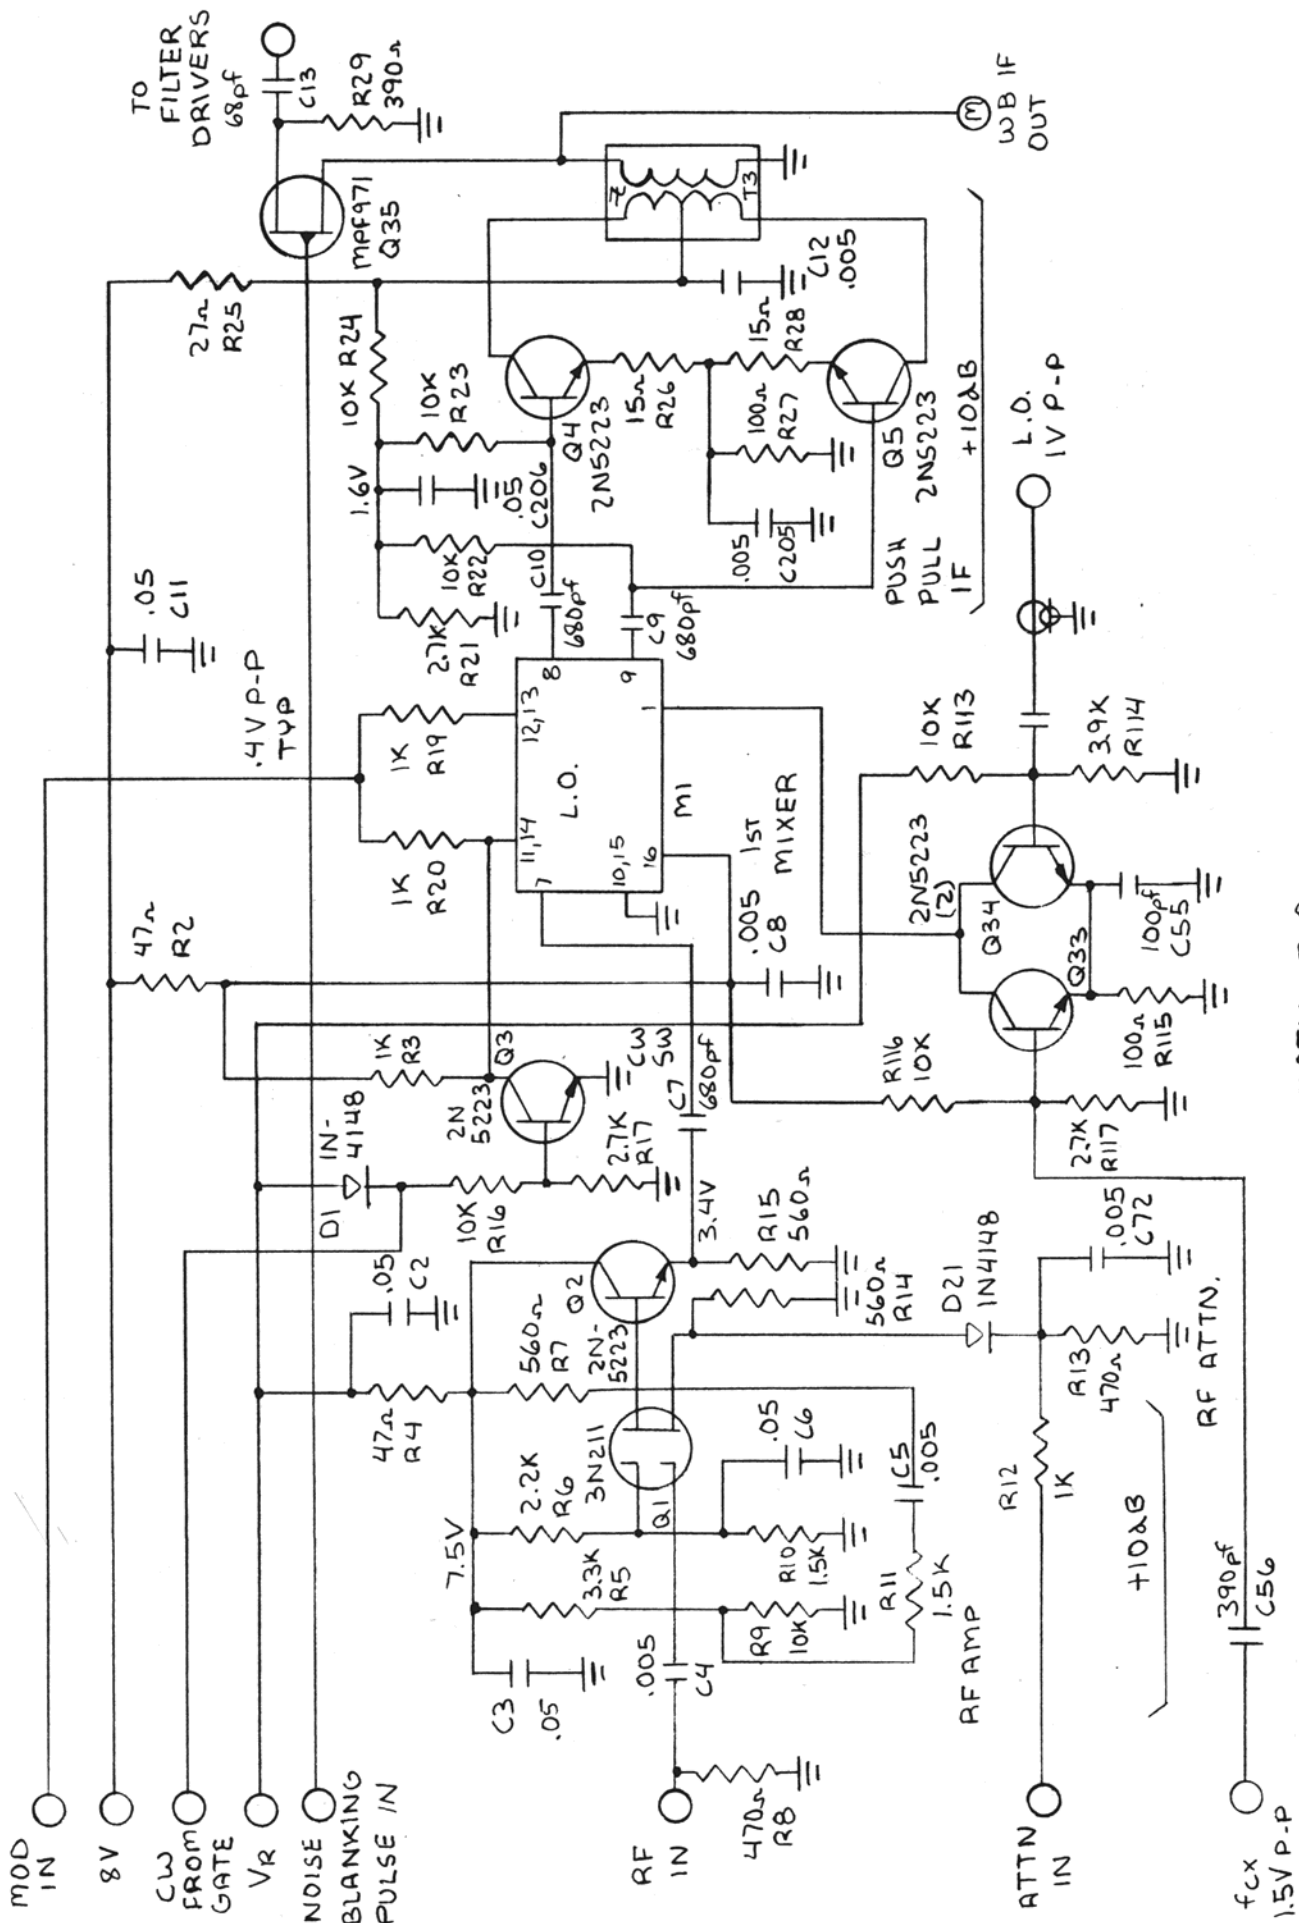 MOD
IN
8V
CW
FROM
GATE
VR
NOISE
BLANKING
PULSE IN
RF
IN
ATTN
IN
fcx
1.5V P-P
470Ω
R8
C3
.05
.005
C4
7.5V
3.3K
R5
2.2K
R6
R9
10K
R10
1.5K
R11
1.5K
C5
.005
.05
C6
3N211
Q1
47Ω
R4
.05
C2
560Ω
R7
2N-
5223
Q2
3.4V
R15
560Ω
560Ω
R14
D21
1N4148
R12
1K
R13
470Ω
.005
C72
RF AMP
+10dB
RF ATTN.
390pf
C56
D1
1N-
4148
10K
R16
2.7K
R17
2N
5223
Q3
CW
SW
1K
R3
47Ω
R2
C7
680pf
.005
C8
1ST
MIXER
M1
L.O.
7
10,15
16
11,14
12,13
8
9
1
1K
R20
1K
R19
.4V P-P
TYP
.05
C11
2.7K
R21
10K
R22
C10
680pf
C9
680pf
1.6V
.05
C206
10K
R23
10K R24
27Ω
R25
Q4
2N5223
15Ω
R26
15Ω
R28
100Ω
R27
.005
C205
Q5
2N5223
PUSH
PULL
IF
+10dB
C12
.005
T3
MPF971
Q35
TO
FILTER
DRIVERS
68pf
C13
R29
390Ω
M
WB IF
OUT
L.O.
1V P-P
10K
R113
3.9K
R114
2N5223
(2)
Q34
Q33
100pf
C55
100Ω
R115
R116
10K
2.7K
R117